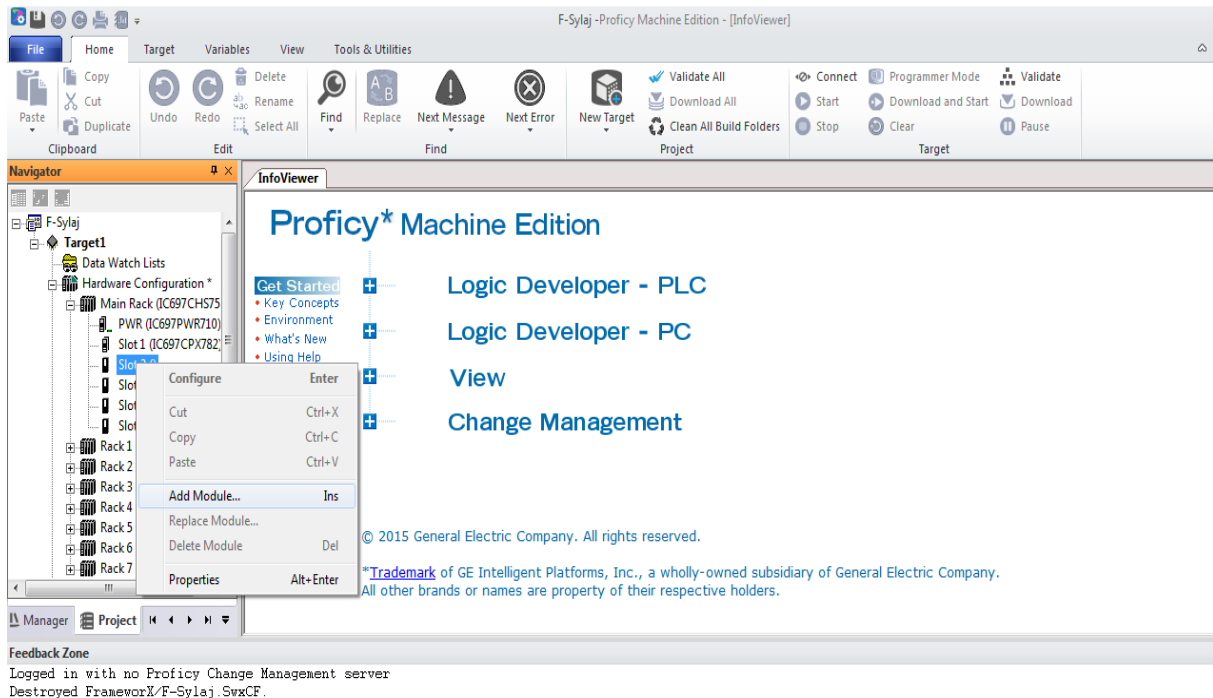 F-Sylaj -Proficy Machine Edition - [InfoViewer]
File Home Target Variables View Tools & Utilities
Paste
Copy
Cut
Duplicate
Clipboard
Undo
Redo
Delete
Rename
Select All
Edit
Find
Replace
Next Message
Next Error
Find
New Target
Validate All
Download All
Clean All Build Folders
Project
Connect
Start
Stop
Programmer Mode
Download and Start
Clear
Validate
Download
Pause
Target
Navigator
F-Sylaj
Target1
Data Watch Lists
Hardware Configuration *
Main Rack (IC697CHS75
PWR (IC697PWR710)
Slot 1 (IC697CPX782)
Slot
Slot
Slot
Slot
Rack 1
Rack 2
Rack 3
Rack 4
Rack 5
Rack 6
Rack 7
Configure Enter
Cut Ctrl+X
Copy Ctrl+C
Paste Ctrl+V
Add Module... Ins
Replace Module...
Delete Module Del
Properties Alt+Enter
Manager Project
InfoViewer
Proficy* Machine Edition
Get Started
• Key Concepts
• Environment
• What's New
• Using Help
Logic Developer - PLC
Logic Developer - PC
View
Change Management
© 2015 General Electric Company. All rights reserved.
*Trademark of GE Intelligent Platforms, Inc., a wholly-owned subsidiary of General Electric Company.
All other brands or names are property of their respective holders.
Feedback Zone
Logged in with no Proficy Change Management server
Destroyed FrameworX/F-Sylaj.SwxCF.